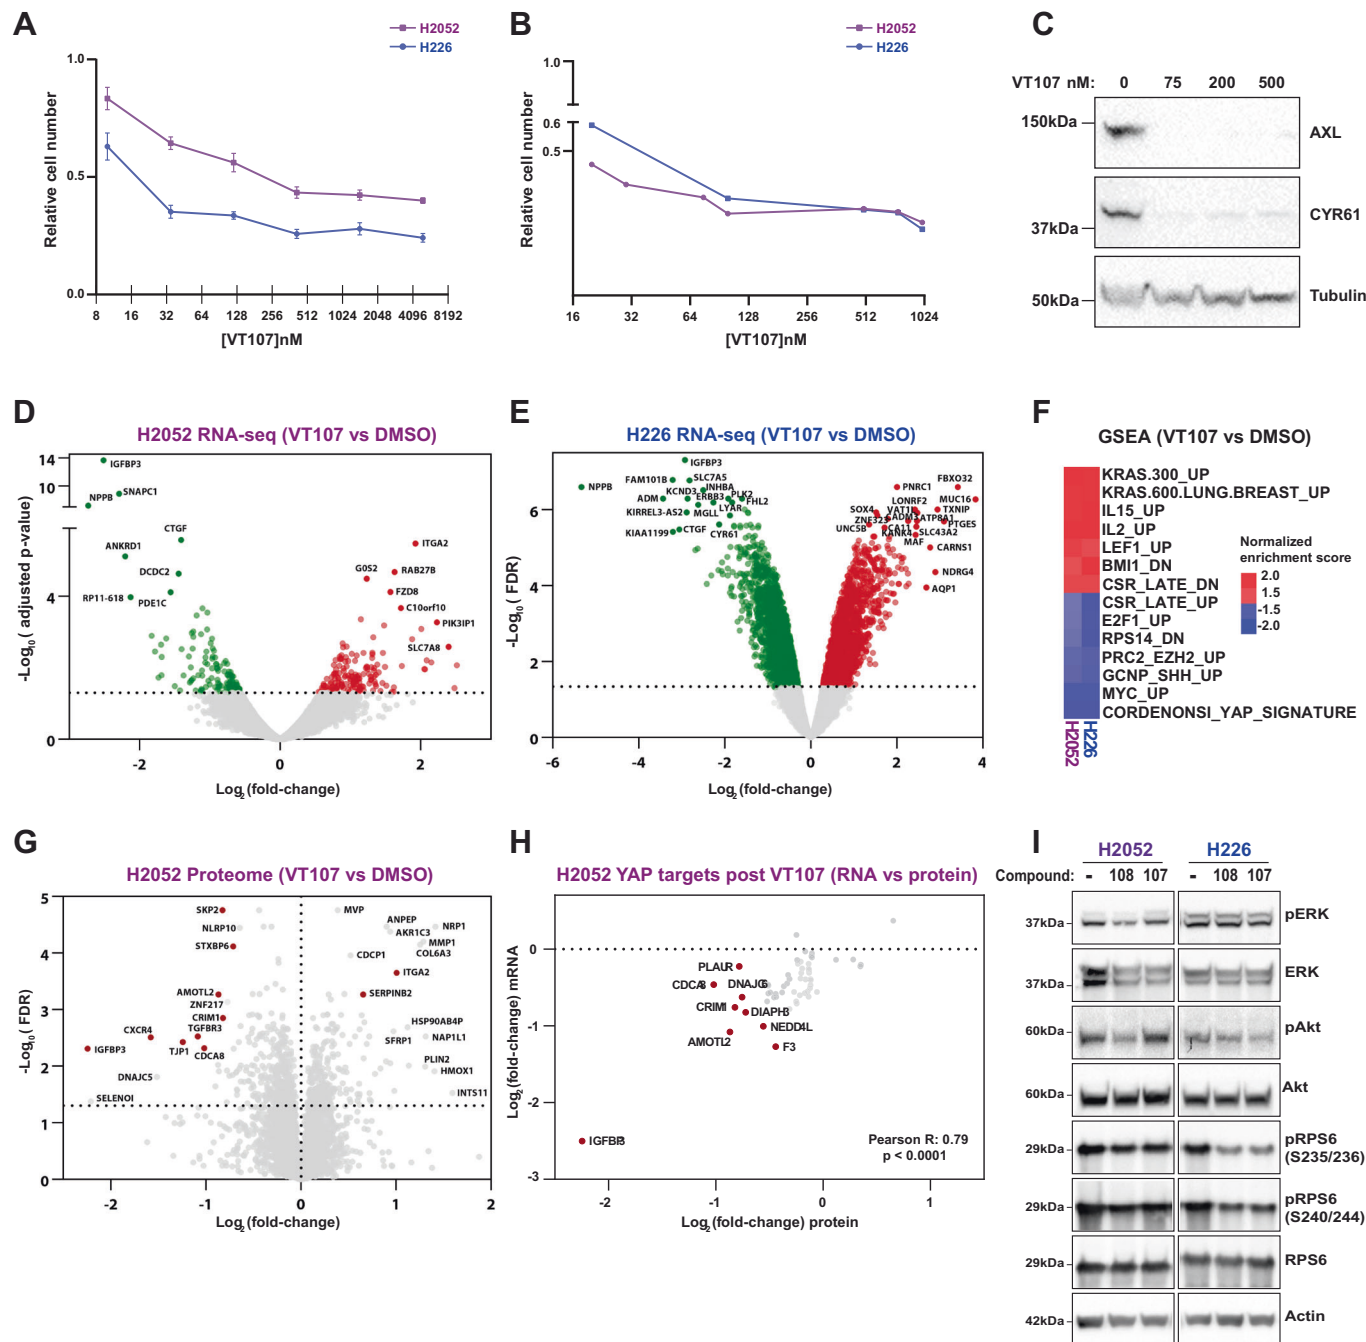 A
H2052
H226
1.0
0.5
0.0
Relative cell number
8 16 32 64 128 256 512 1024 2048 4096 8192
[VT107]nM
B
H2052
H226
1.0
0.6
0.5
Relative cell number
16 32 64 128 256 512 1024
[VT107]nM
C
VT107 nM: 0 75 200 500
150kDa
AXL
CYR61
37kDa
50kDa
Tubulin
D
H2052 RNA-seq (VT107 vs DMSO)
14
10
4
0
-Log10( adjusted p-value)
IGFBP3
SNAPC1
NPPB
CTGF
ANKRD1
DCDC2
RP11-618
PDE1C
ITGA2
G0S2
RAB27B
FZD8
C10orf10
PIK3IP1
SLC7A8
-2 0 2
Log2(fold-change)
E
H226 RNA-seq (VT107 vs DMSO)
6
4
2
0
-Log10( FDR)
IGFBP3
NPPB
FAM101B
SLC7A5
KCND3
INHBA
ADM
ERBB3
PLK2
FHL2
KIRREL3-AS2
MGLL
LYAR
KIAA1199
CTGF
CYR61
PNRC1
FBXO32
LONRF2
MUC16
SOX4
VAT1L
TXNIP
ZNF323
CADM1
ATP8A1
PTGES
UNC5B
CA11
KANK4
SLC43A2
MAF
CARNS1
NDRG4
AQP1
-4 -2 0 2 4
Log2(fold-change)
F
GSEA (VT107 vs DMSO)
KRAS.300_UP
KRAS.600.LUNG.BREAST_UP
IL15_UP
IL2_UP
LEF1_UP
BMI1_DN
CSR_LATE_DN
CSR_LATE_UP
E2F1_UP
RPS14_DN
PRC2_EZH2_UP
GCNP_SHH_UP
MYC_UP
CORDENONSI_YAP_SIGNATURE
H2052
H226
Normalized
enrichment score
2.0
1.5
-1.5
-2.0
G
H2052 Proteome (VT107 vs DMSO)
5
4
3
2
1
0
-Log10( FDR)
SKP2
NLRP10
STXBP6
AMOTL2
ZNF217
CRIM1
TGFBR3
CXCR4
TJP1
CDCA8
IGFBP3
DNAJC5
SELENOI
MVP
ANPEP
NRP1
AKR1C3
MMP1
CDCP1
COL6A3
ITGA2
SERPINB2
HSP90AB4P
SFRP1
NAP1L1
PLIN2
HMOX1
INTS11
-2 -1 0 1 2
Log2(fold-change)
H
H2052 YAP targets post VT107 (RNA vs protein)
0
-1
-2
-3
Log2(fold-change) mRNA
PLAUR
CDCA8
DNAJC6
CRIM1
DIAPH3
NEDD4L
AMOTL2
F3
IGFBP3
Pearson R: 0.79
p < 0.0001
-2 -1 0 1
Log2(fold-change) protein
I
H2052 H226
Compound: - 108 107 - 108 107
37kDa
pERK
ERK
37kDa
60kDa
pAkt
60kDa
Akt
29kDa
pRPS6
(S235/236)
29kDa
pRPS6
(S240/244)
29kDa
RPS6
42kDa
Actin